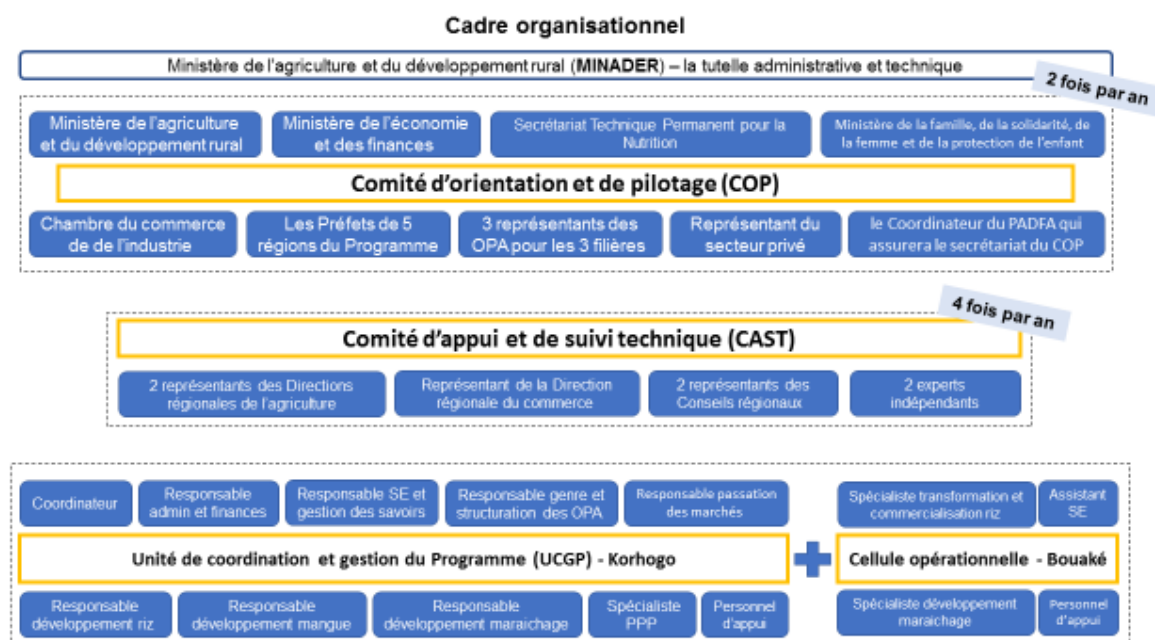 Cadre organisationnel
Ministère de l'agriculture et du développement rural (MINADER) – la tutelle administrative et technique
2 fois par an
Ministère de l'agriculture
et du développement rural
Ministère de l'économie
et des finances
Secrétariat Technique Permanent pour la
Nutrition
Ministère de la famille, de la solidarité, de
la femme et de la protection de l'enfant
Comité d'orientation et de pilotage (COP)
Chambre du commerce
de de l'industrie
Les Préfets de 5
régions du Programme
3 représentants des
OPA pour les 3 filières
Représentant du
secteur privé
le Coordinateur du PADFA qui
assurera le secrétariat du COP
4 fois par an
Comité d'appui et de suivi technique (CAST)
2 représentants des Directions
régionales de l'agriculture
Représentant de la Direction
régionale du commerce
2 représentants des
Conseils régionaux
2 experts
indépendants
Coordinateur
Responsable
admin et finances
Responsable SE et
gestion des savoirs
Responsable genre et
structuration des OPA
Responsable passation
des marchés
Spécialiste transformation et
commercialisation riz
Assistant
SE
Unité de coordination et gestion du Programme (UCGP) - Korhogo
Cellule opérationnelle - Bouaké
Responsable
développement riz
Responsable
développement mangue
Responsable
développement maraichage
Spécialiste
PPP
Personnel
d'appui
Spécialiste développement
maraichage
Personnel
d'appui